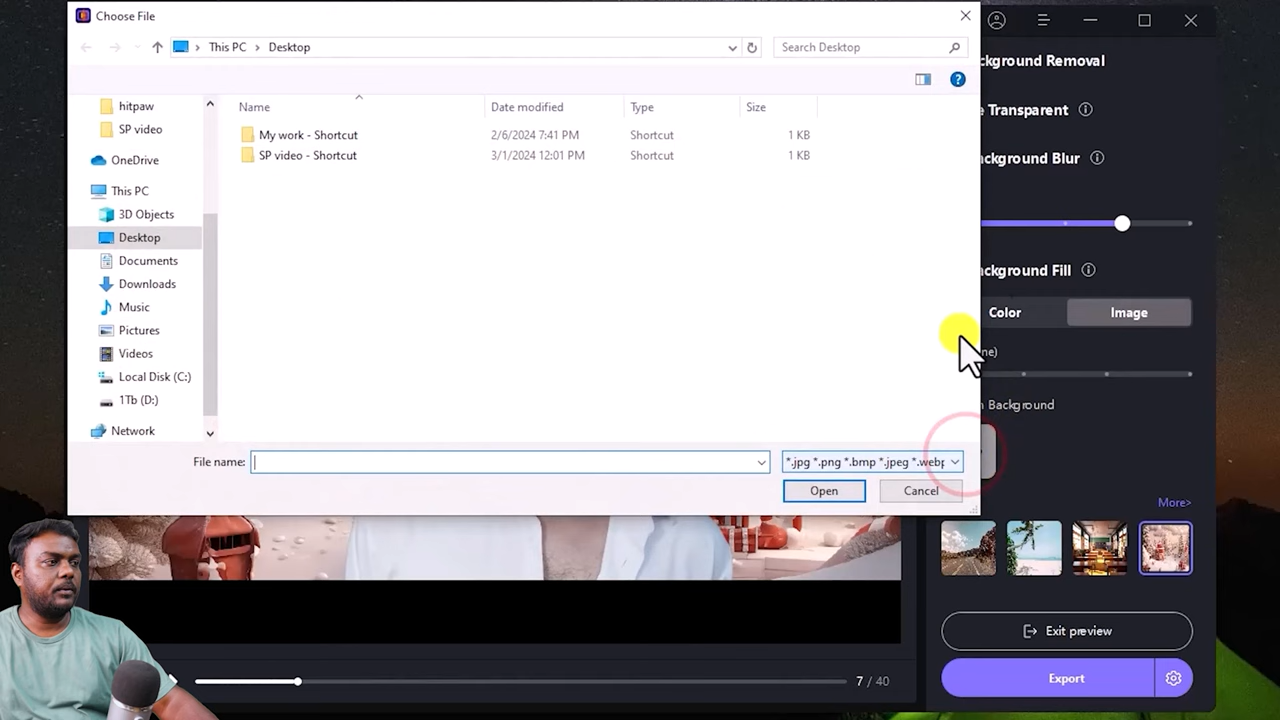 Choose File
This PC
Desktop
Search Desktop
hitpaw
SP video
OneDrive
This PC
3D Objects
Desktop
Documents
Downloads
Music
Pictures
Videos
Local Disk (C:)
1Tb (D:)
Network
Name
Date modified
Type
Size
My work - Shortcut
2/6/2024 7:41 PM
Shortcut
1 KB
SP video - Shortcut
3/1/2024 12:01 PM
Shortcut
1 KB
File name:
*.jpg *.png *.bmp *.jpeg *.webp
Open
Cancel
ckground Removal
e Transparent
ackground Blur
ackground Fill
Color
Image
ne)
n Background
More>
Exit preview
Export
7 / 40